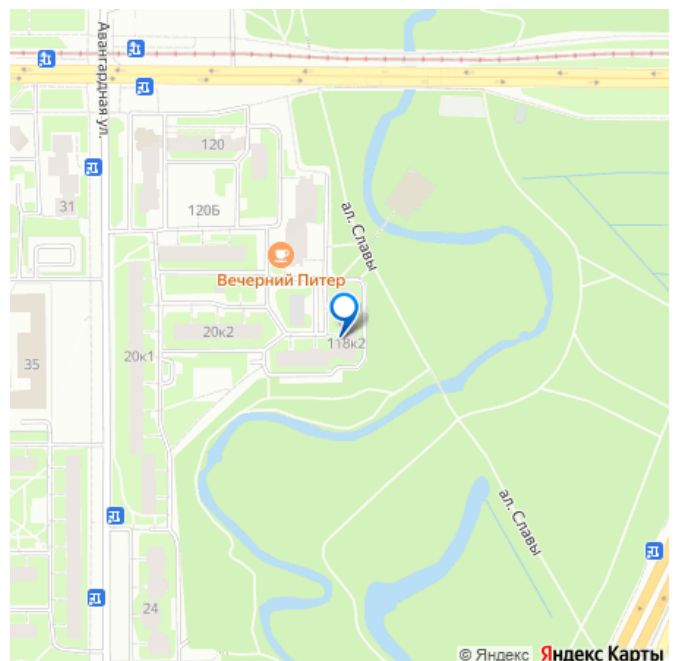 Авангардная ул.
120
31
120Б
ал. Славы
Вечерний Питер
20к2
118к2
20к1
35
ал. Славы
24
© Яндекс Яндекс Карты